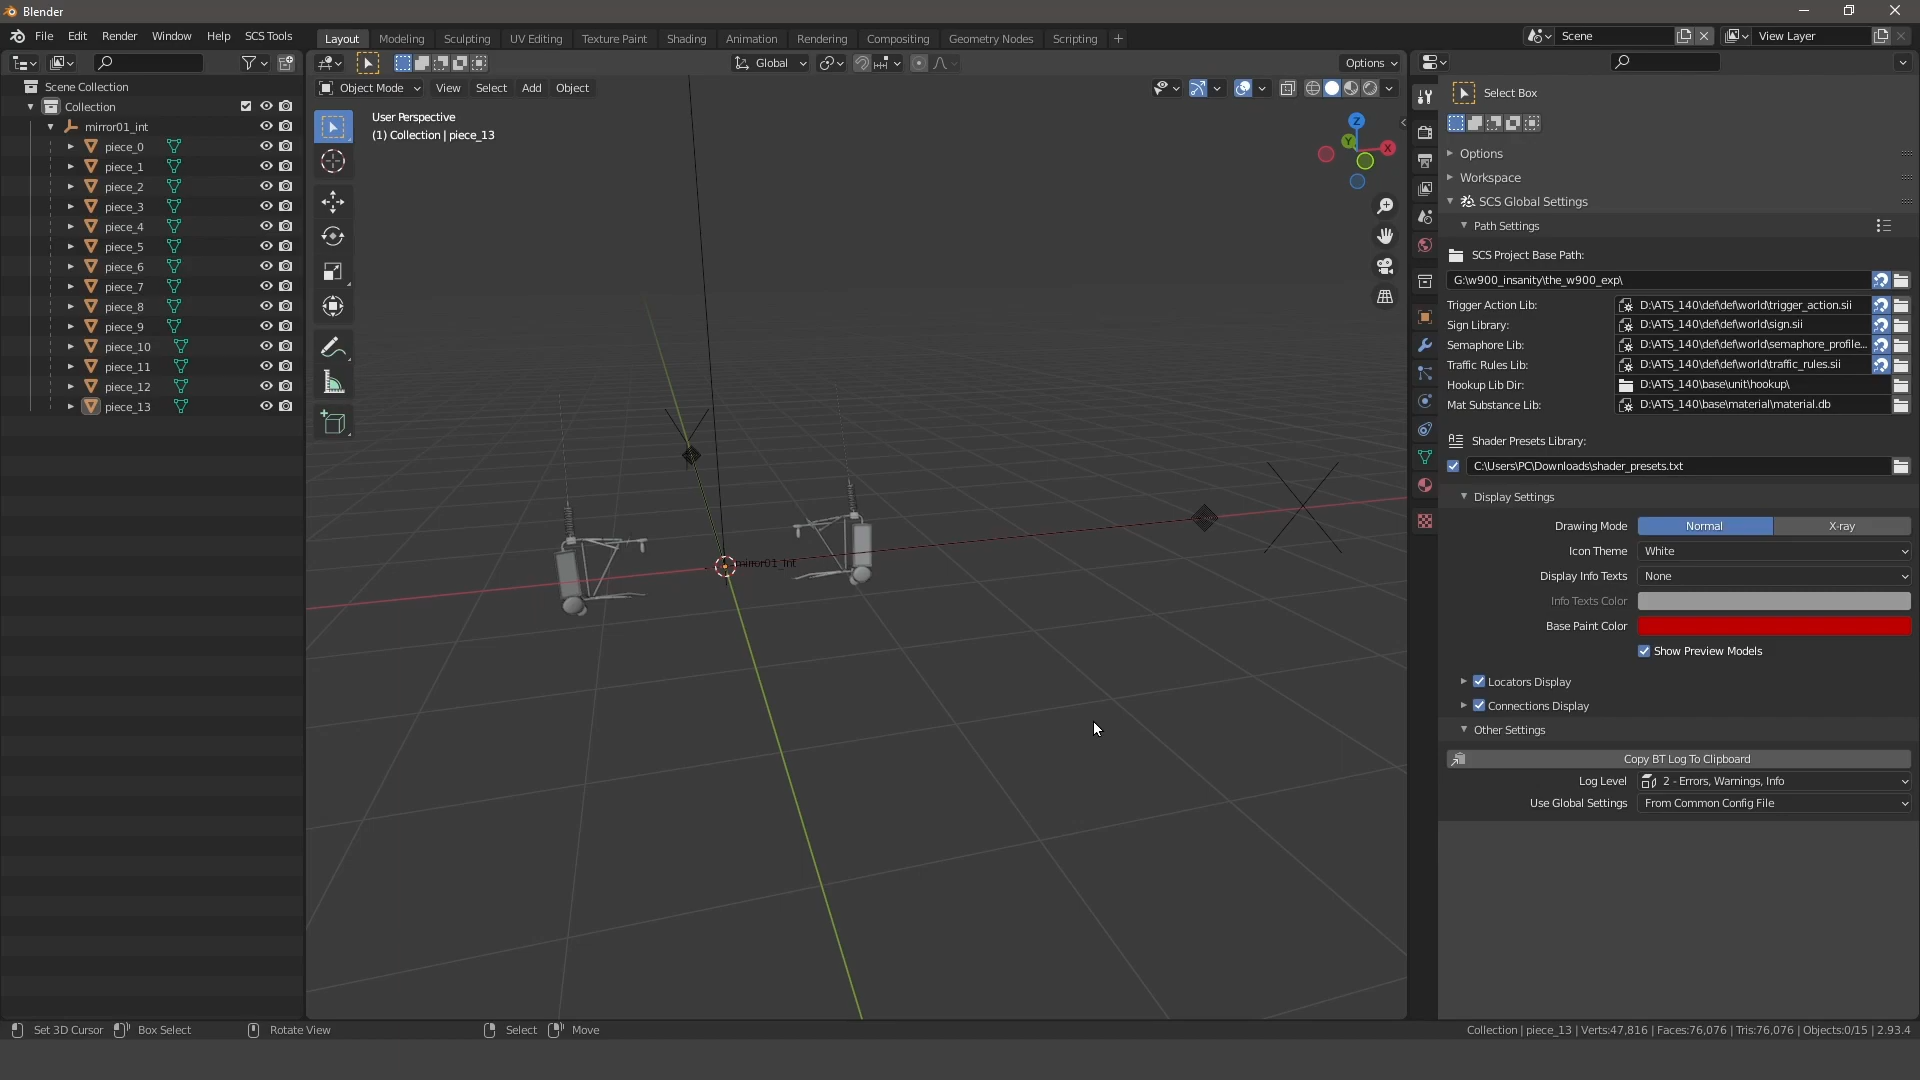 Blender
File Edit Render Window Help SCS Tools
Layout Modeling Sculpting UV Editing Texture Paint Shading Animation Rendering Compositing Geometry Nodes Scripting +
Scene
View Layer
Global
Options
Object Mode View Select Add Object
User Perspective
(1) Collection | piece_13
Scene Collection
Collection
mirror01_int
piece_0
piece_1
piece_2
piece_3
piece_4
piece_5
piece_6
piece_7
piece_8
piece_9
piece_10
piece_11
piece_12
piece_13
Z
Y
X
mirror01_int
Select Box
Options
Workspace
SCS Global Settings
Path Settings
SCS Project Base Path:
G:\w900_insanity\the_w900_exp\
Trigger Action Lib: D:\ATS_140\def\def\world\trigger_action.sii
Sign Library: D:\ATS_140\def\def\world\sign.sii
Semaphore Lib: D:\ATS_140\def\def\world\semaphore_profile...
Traffic Rules Lib: D:\ATS_140\def\def\world\traffic_rules.sii
Hookup Lib Dir: D:\ATS_140\base\unit\hookup\
Mat Substance Lib: D:\ATS_140\base\material\material.db
Shader Presets Library:
C:\Users\PC\Downloads\shader_presets.txt
Display Settings
Drawing Mode Normal X-ray
Icon Theme White
Display Info Texts None
Info Texts Color
Base Paint Color
Show Preview Models
Locators Display
Connections Display
Other Settings
Copy BT Log To Clipboard
Log Level 2 - Errors, Warnings, Info
Use Global Settings From Common Config File
Set 3D Cursor Box Select Rotate View Select Move
Collection | piece_13 | Verts:47,816 | Faces:76,076 | Tris:76,076 | Objects:0/15 | 2.93.4